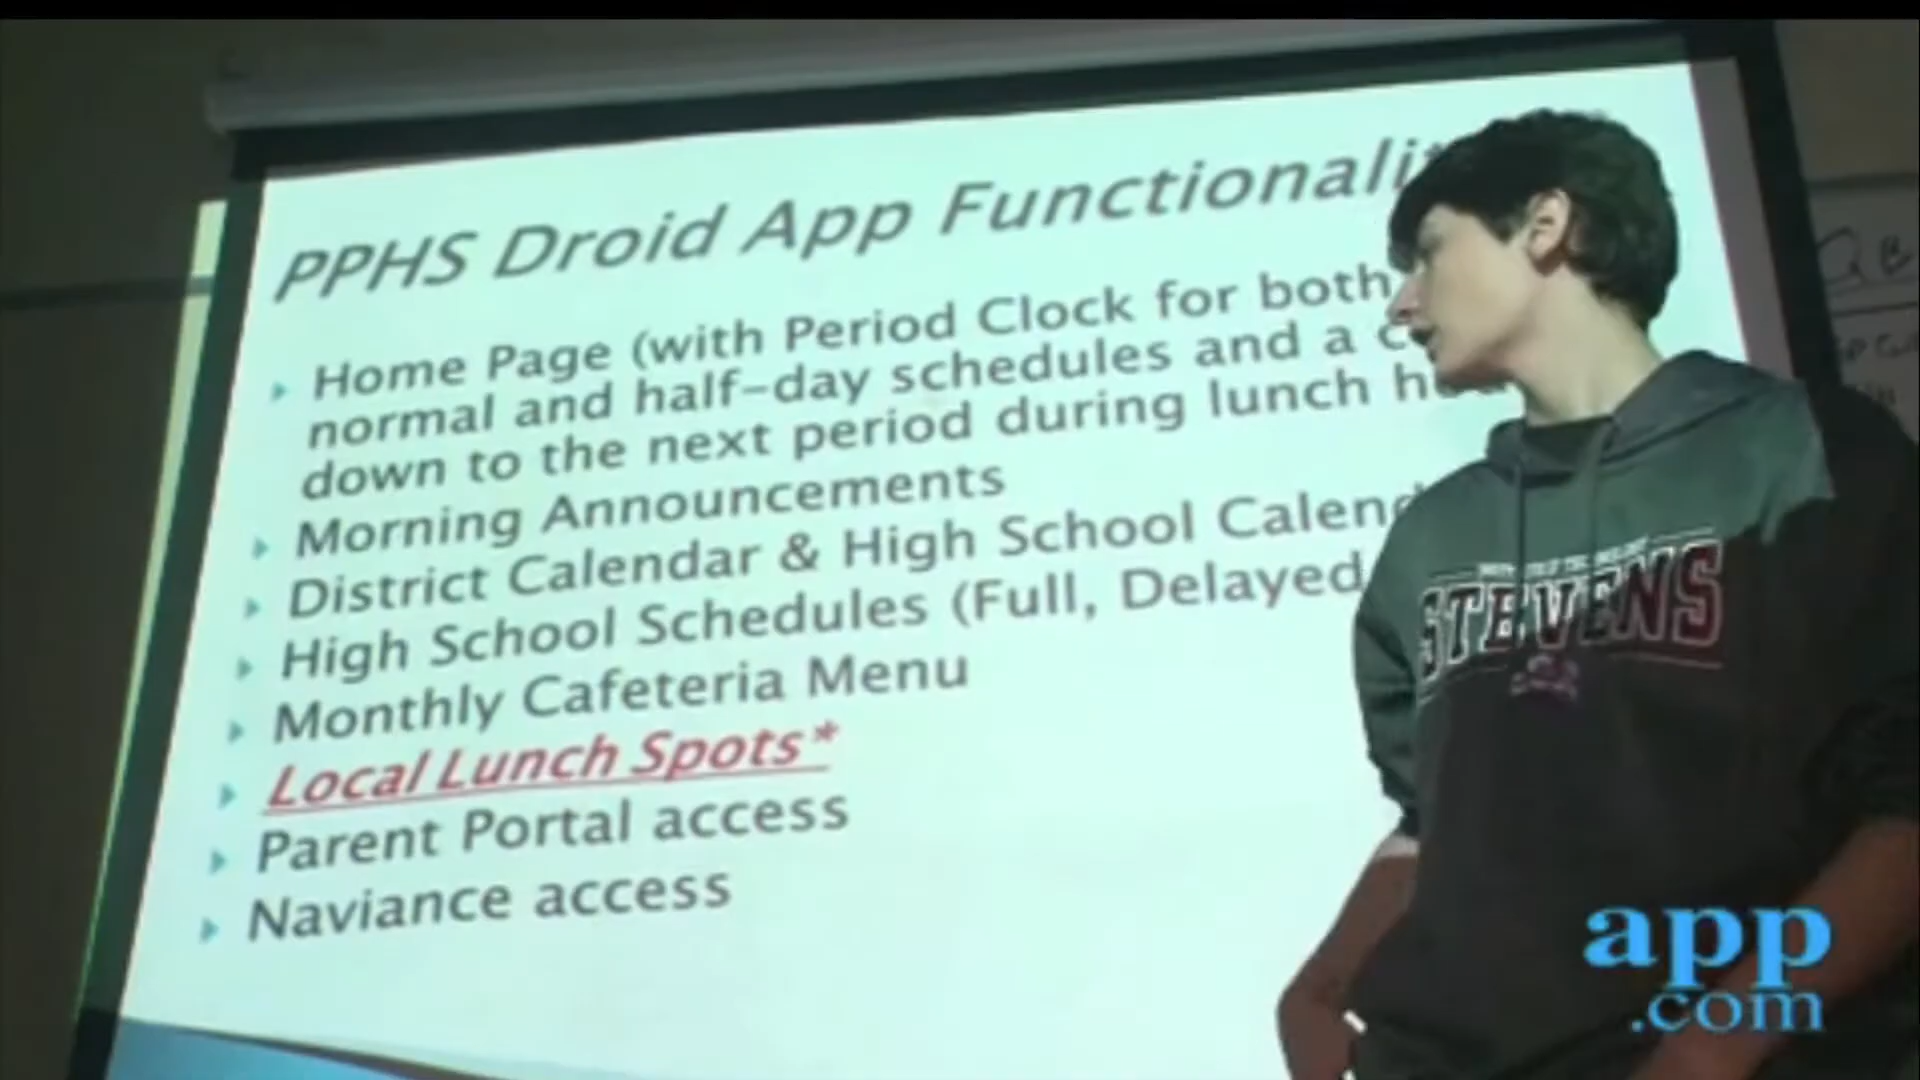 PPHS Droid App Functionali
Home Page (with Period Clock for both
normal and half-day schedules and a c
down to the next period during lunch
Morning Announcements
District Calendar & High School Calend
High School Schedules (Full, Delayed
Monthly Cafeteria Menu
Local Lunch Spots*
Parent Portal access
Naviance access
STEVENS
app
.com